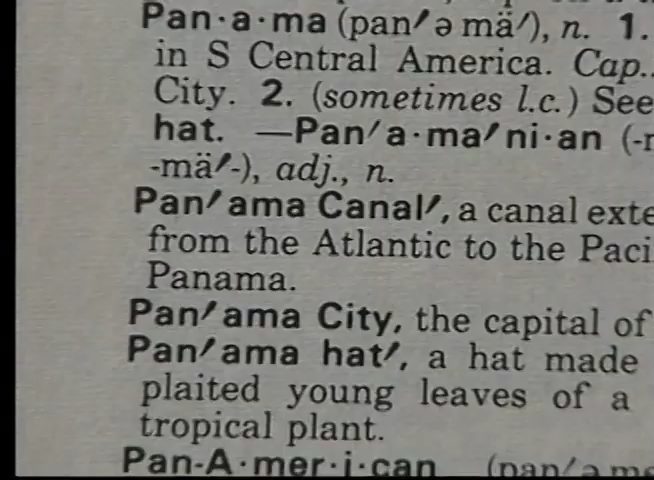 Pan·a·ma (pan′ə mä′), n. 1.
in S Central America. Cap..
City. 2. (sometimes l.c.) See
hat. —Pan′a·ma′ni·an (-
-mä′-), adj., n.
Pan′ama Canal′, a canal exte
from the Atlantic to the Paci
Panama.
Pan′ama City, the capital of
Pan′ama hat′, a hat made
plaited young leaves of a
tropical plant.
Pan-A·mer·i·can (pan/ə me